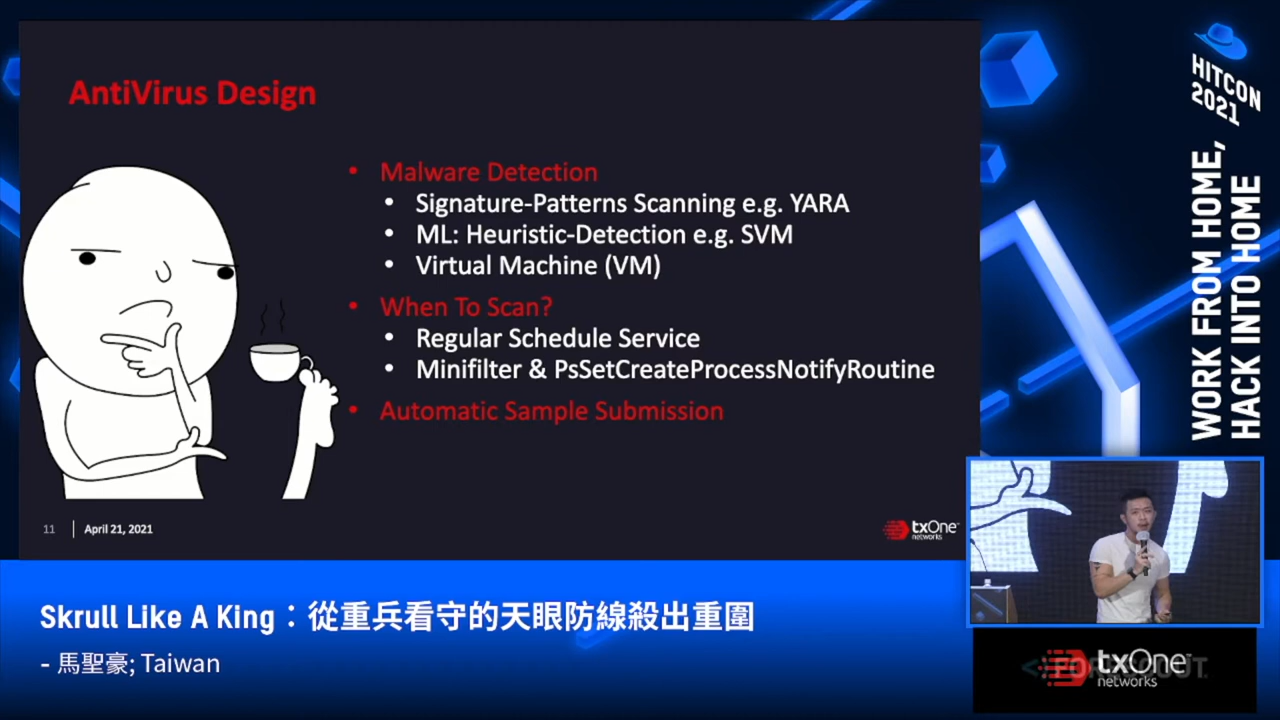 AntiVirus Design
• Malware Detection
• Signature-Patterns Scanning e.g. YARA
• ML: Heuristic-Detection e.g. SVM
• Virtual Machine (VM)
• When To Scan?
• Regular Schedule Service
• Minifilter & PsSetCreateProcessNotifyRoutine
• Automatic Sample Submission
11 | April 21, 2021
txOne
networks
HITCON
2021
WORK FROM HOME,
HACK INTO HOME
Skrull Like A King：從重兵看守的天眼防線殺出重圍
- 馬聖豪; Taiwan
txOne
networks